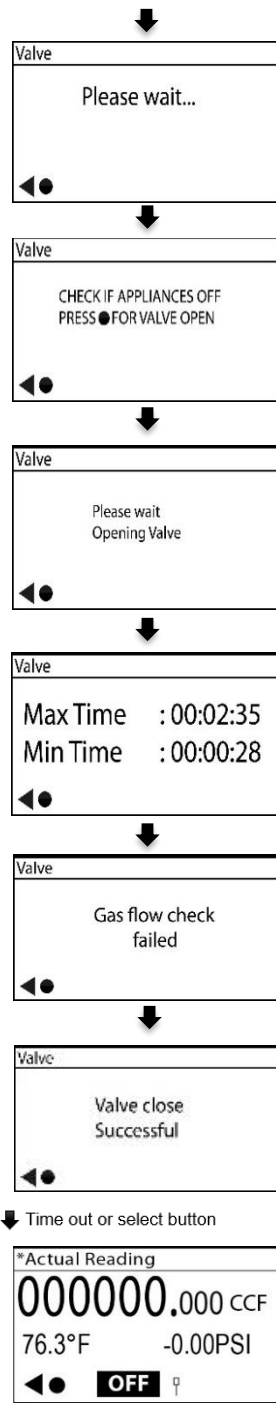 Valve
Please wait...
Valve
CHECK IF APPLIANCES OFF
PRESS ● FOR VALVE OPEN
Valve
Please wait
Opening Valve
Valve
Max Time : 00:02:35
Min Time : 00:00:28
Valve
Gas flow check
failed
Valve
Valve close
Successful
Time out or select button
*Actual Reading
000000.000 CCF
76.3°F -0.00PSI
OFF